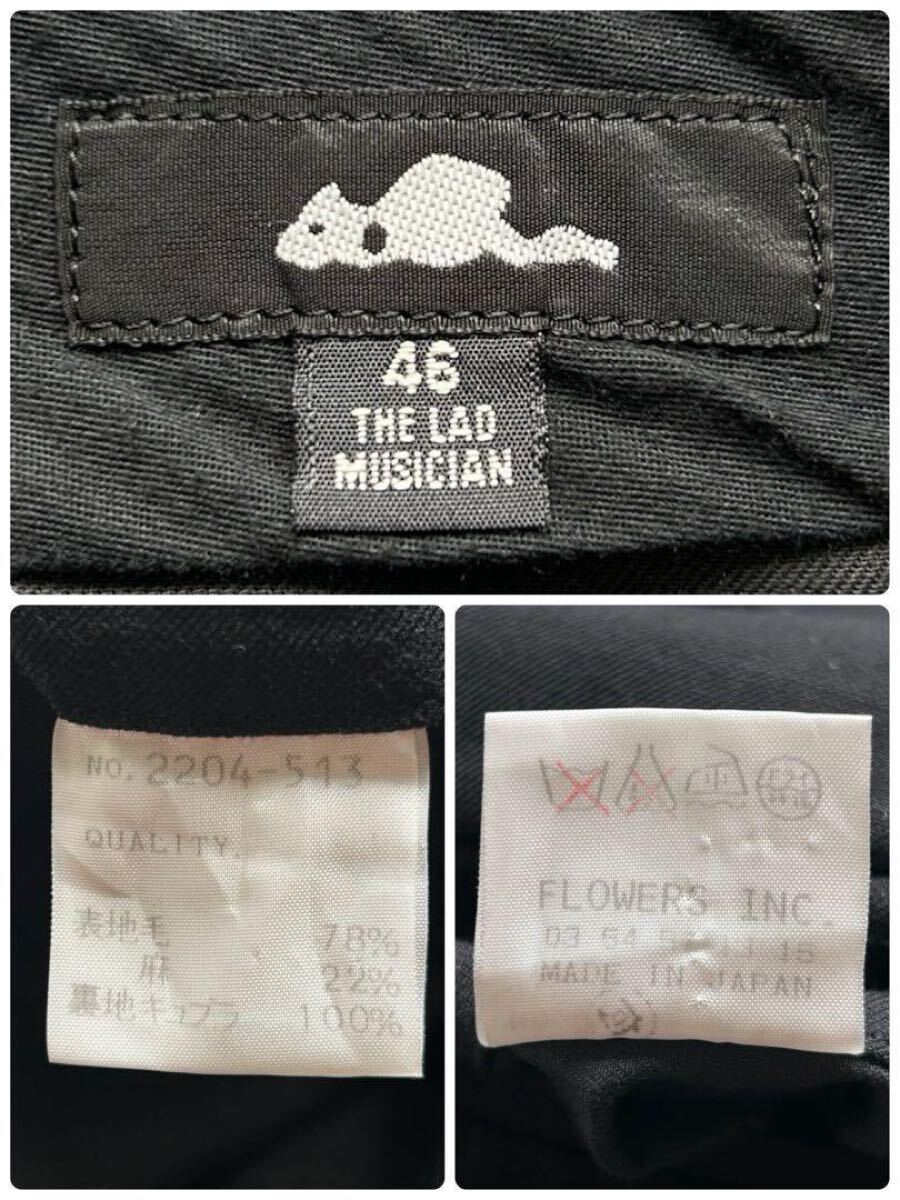 46
THE LAD
MUSICIAN
NO. 2204-513
QUALITY.
表地毛 78%
麻 22%
裏地キュプラ 100%
FLOWERS INC.
MADE IN JAPAN